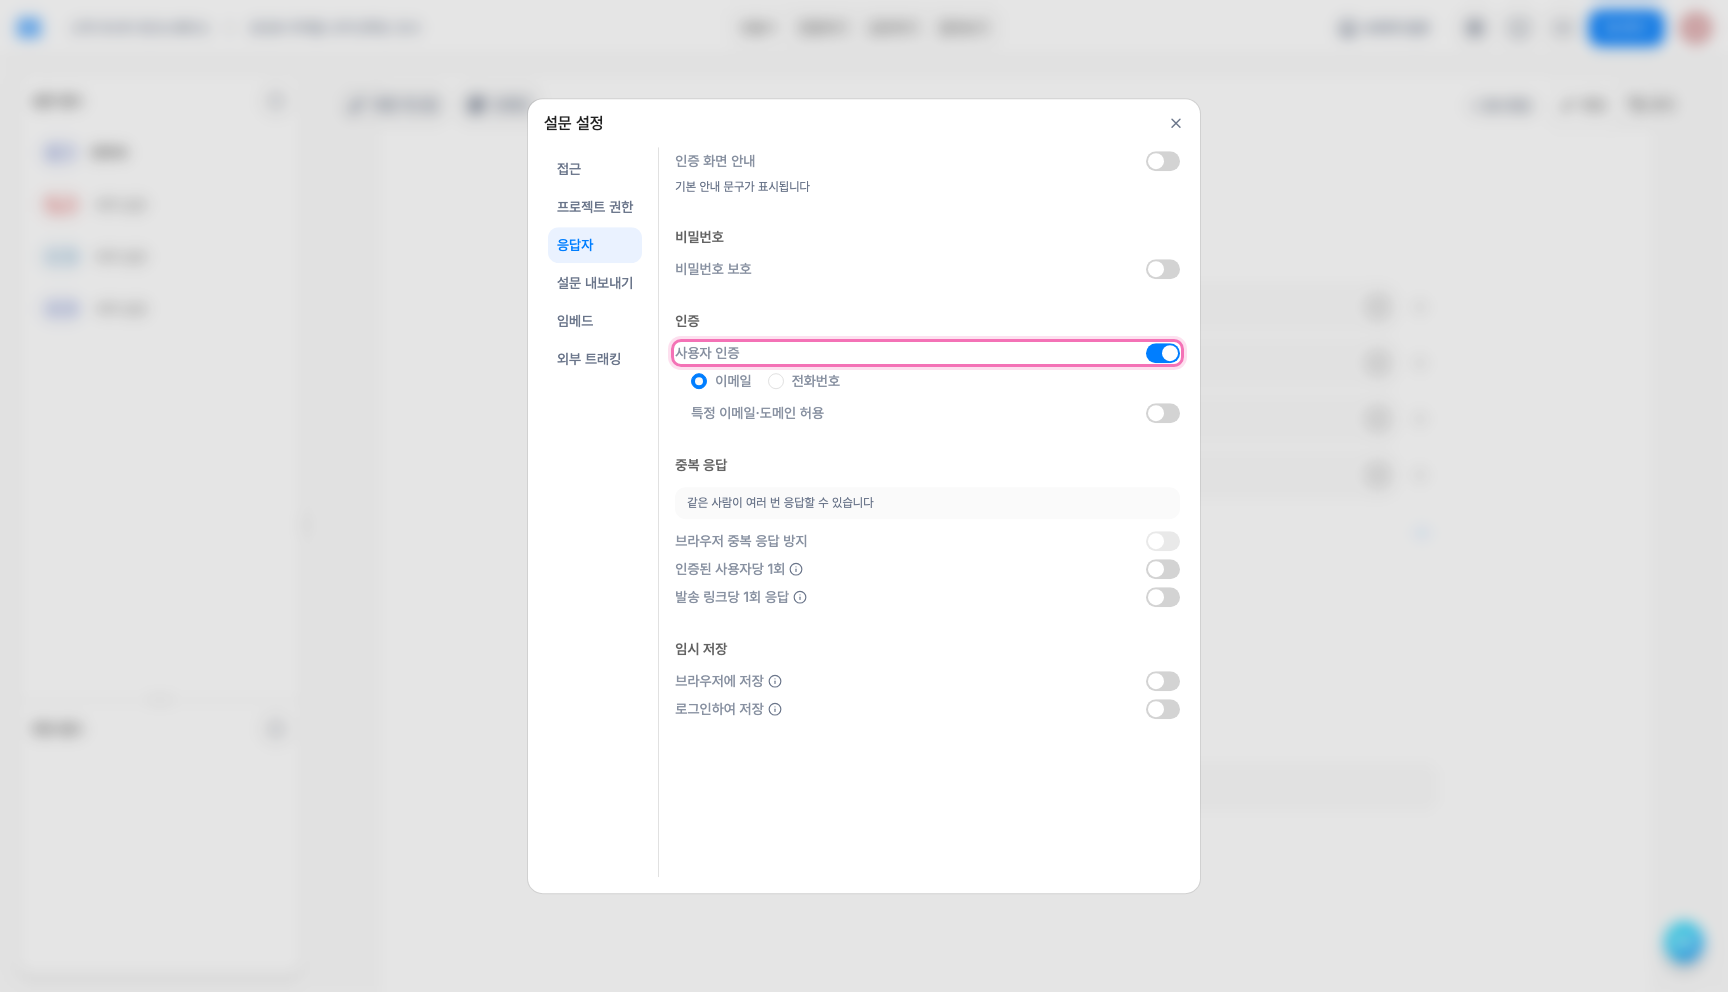 설문 설정
접근
프로젝트 권한
응답자
설문 내보내기
임베드
외부 트래킹
인증 화면 안내
기본 안내 문구가 표시됩니다
비밀번호
비밀번호 보호
인증
사용자 인증
이메일 전화번호
특정 이메일·도메인 허용
중복 응답
같은 사람이 여러 번 응답할 수 있습니다
브라우저 중복 응답 방지
인증된 사용자당 1회
발송 링크당 1회 응답
임시 저장
브라우저에 저장
로그인하여 저장